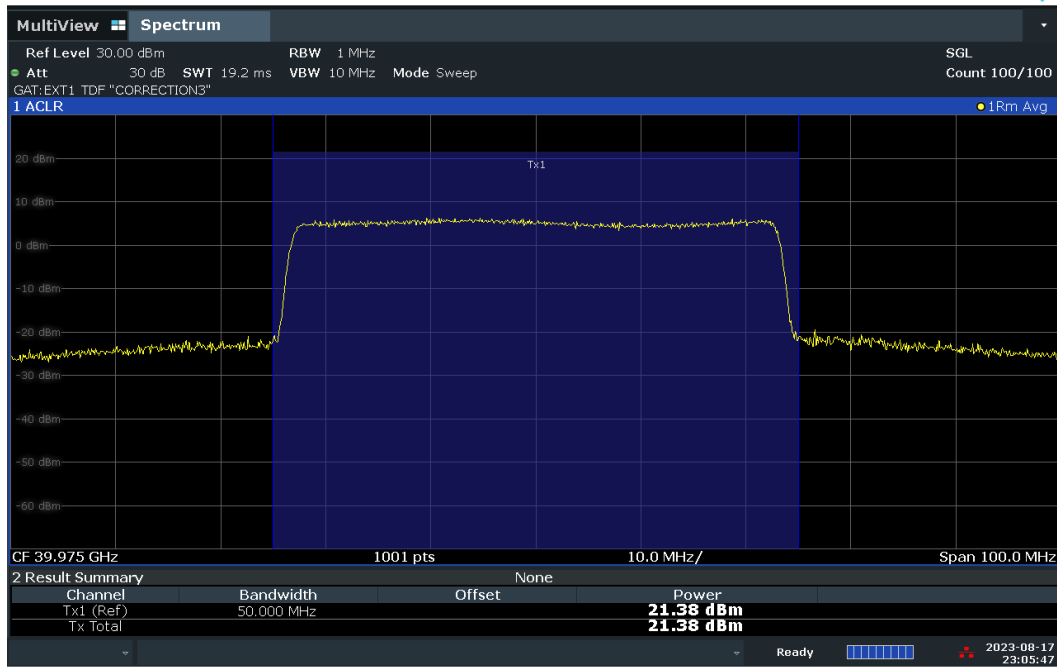 MultiView Spectrum
Ref Level 30.00 dBm RBW 1 MHz SGL
Att 30 dB SWT 19.2 ms VBW 10 MHz Mode Sweep Count 100/100
GAT:EXT1 TDF "CORRECTION3"
1 ACLR 1Rm Avg
Tx1
20 dBm
10 dBm
0 dBm
-10 dBm
-20 dBm
-30 dBm
-40 dBm
-50 dBm
-60 dBm
CF 39.975 GHz 1001 pts 10.0 MHz/ Span 100.0 MHz
2 Result Summary None
Channel Bandwidth Offset Power
Tx1 (Ref) 50.000 MHz 21.38 dBm
Tx Total 21.38 dBm
Ready 2023-08-17
23:05:47